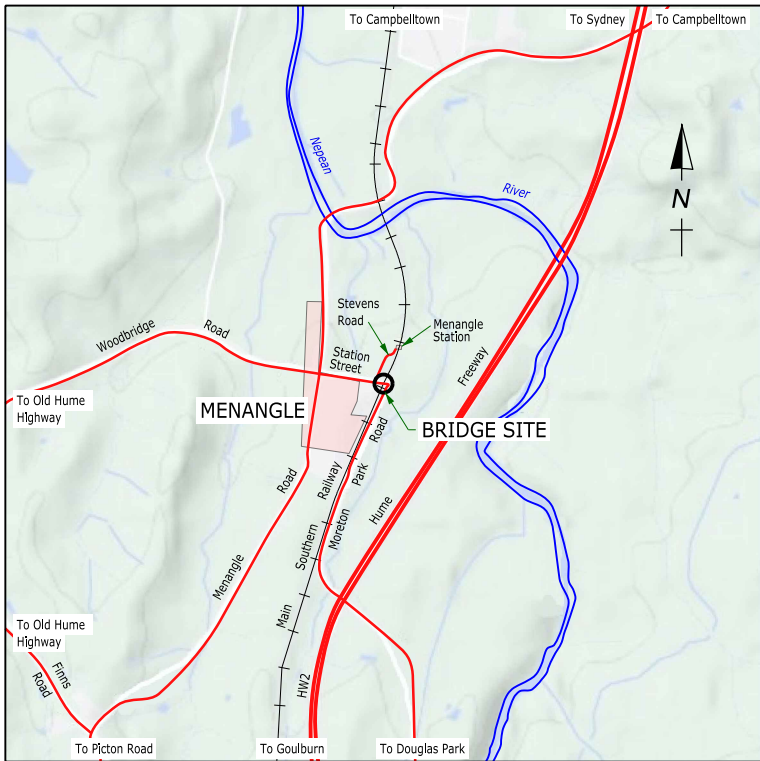 To Campbelltown
To Sydney
To Campbelltown
Nepean
River
N
Stevens
Road
Menangle
Station
Woodbridge
Road
Station
Street
Freeway
To Old Hume
Highway
MENANGLE
BRIDGE SITE
Road
Park
Moreton
Railway
Southern
Main
Road
Menangle
Hume
HW2
To Old Hume
Highway
Finns
Road
To Picton Road
To Goulburn
To Douglas Park